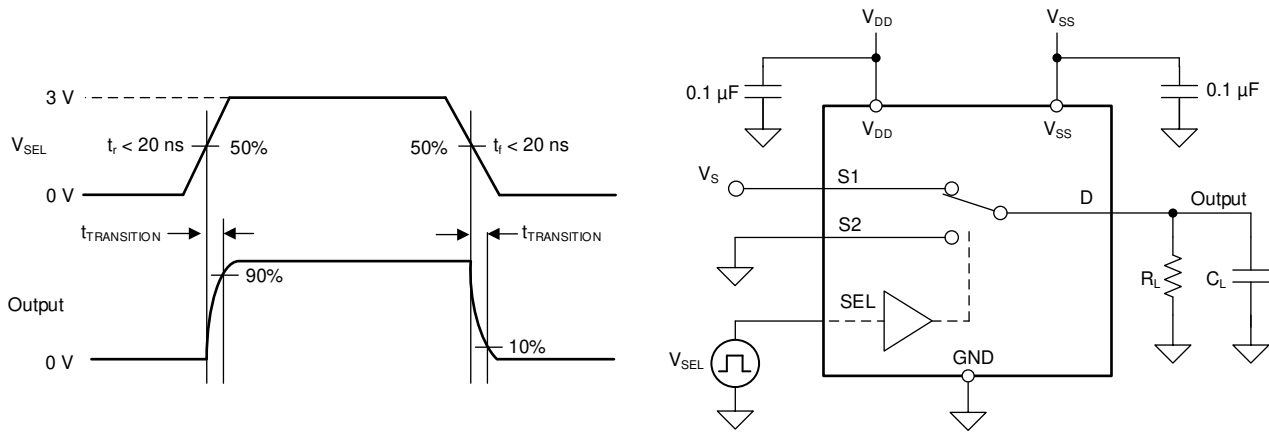 3 V
V_SEL
t_r < 20 ns
50%
50%
t_f < 20 ns
0 V
t_TRANSITION
t_TRANSITION
90%
Output
0 V
10%
V_DD
V_SS
0.1 µF
0.1 µF
V_DD
V_SS
V_S
S1
D
Output
S2
R_L
C_L
SEL
V_SEL
GND